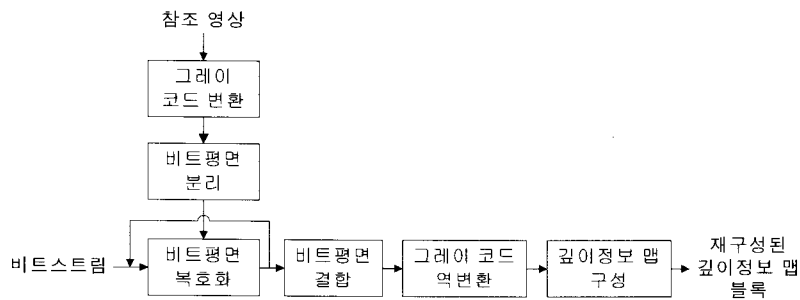 참조 영상
그레이
코드 변환
비트평면
분리
비트스트림
비트평면
복호화
비트평면
결합
그레이 코드
역변환
깊이정보 맵
구성
재구성된
깊이정보 맵
블록